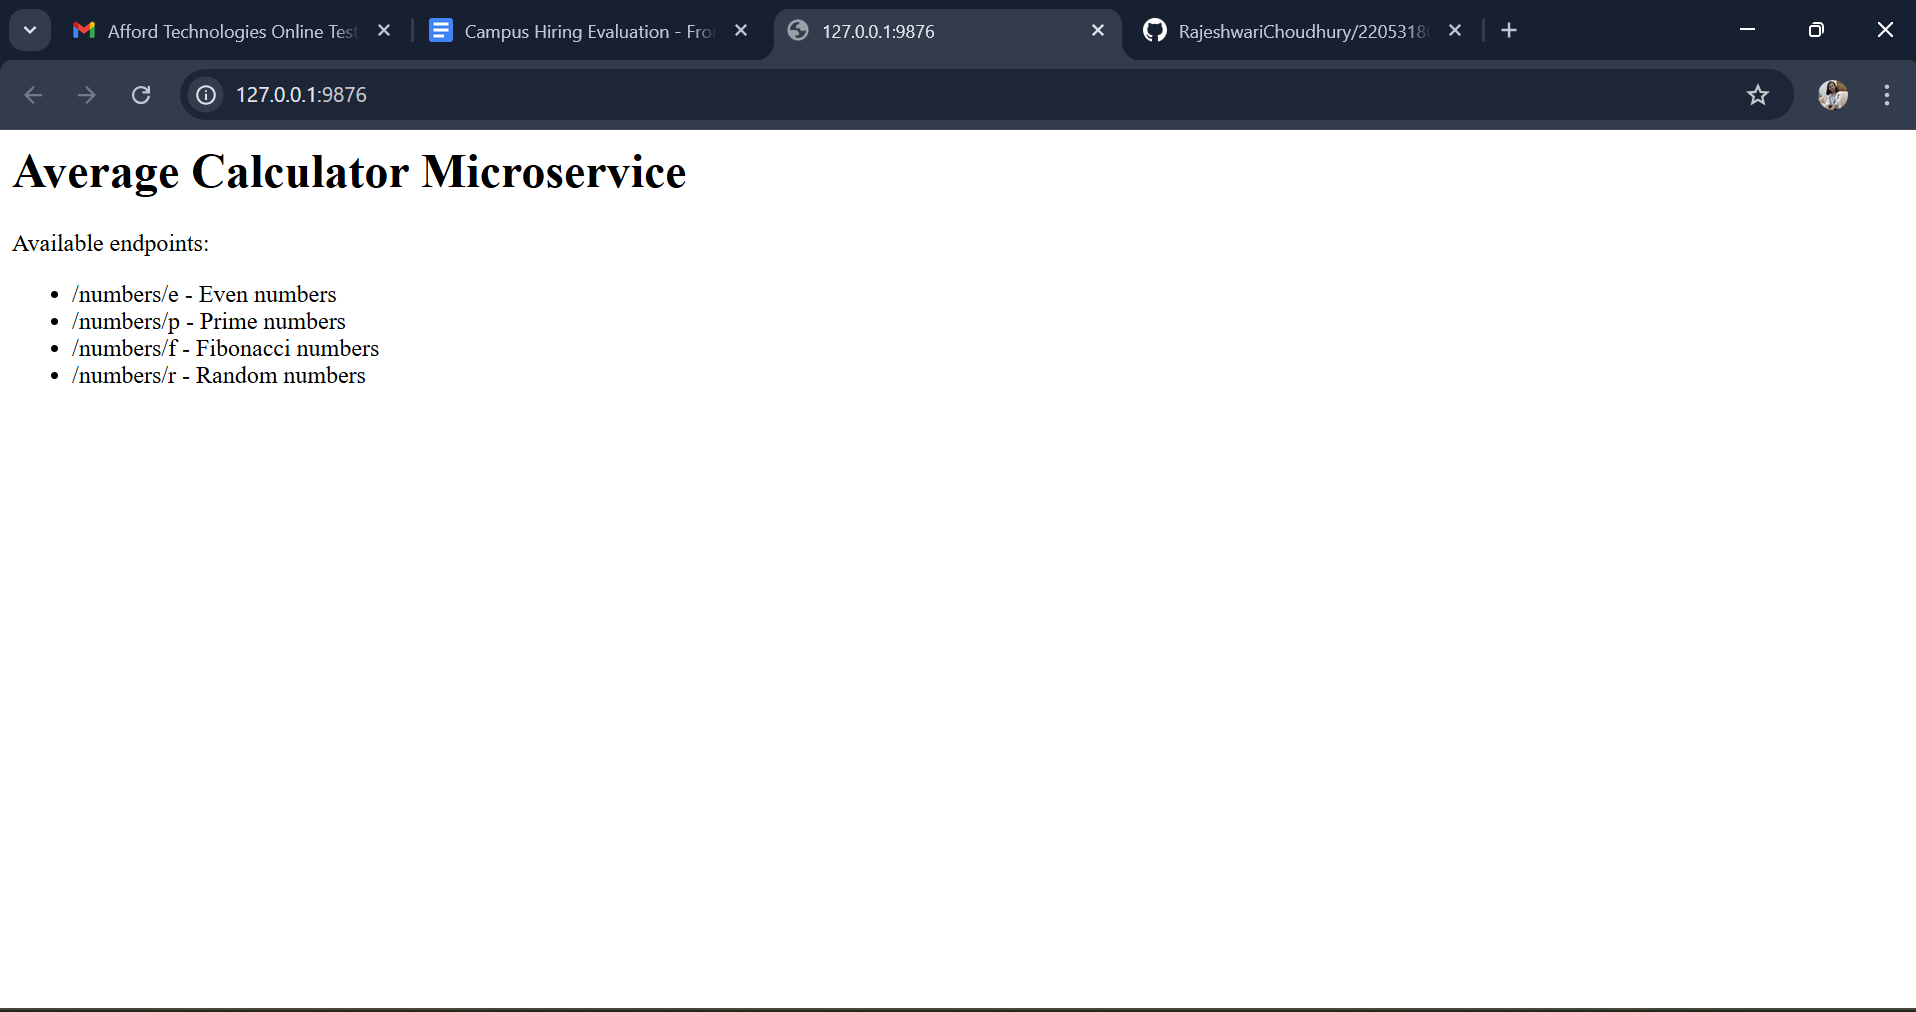 Afford Technologies Online Test
Campus Hiring Evaluation - Fro
127.0.0.1:9876
RajeshwariChoudhury/2205318
127.0.0.1:9876
Average Calculator Microservice
Available endpoints:
• /numbers/e - Even numbers
• /numbers/p - Prime numbers
• /numbers/f - Fibonacci numbers
• /numbers/r - Random numbers